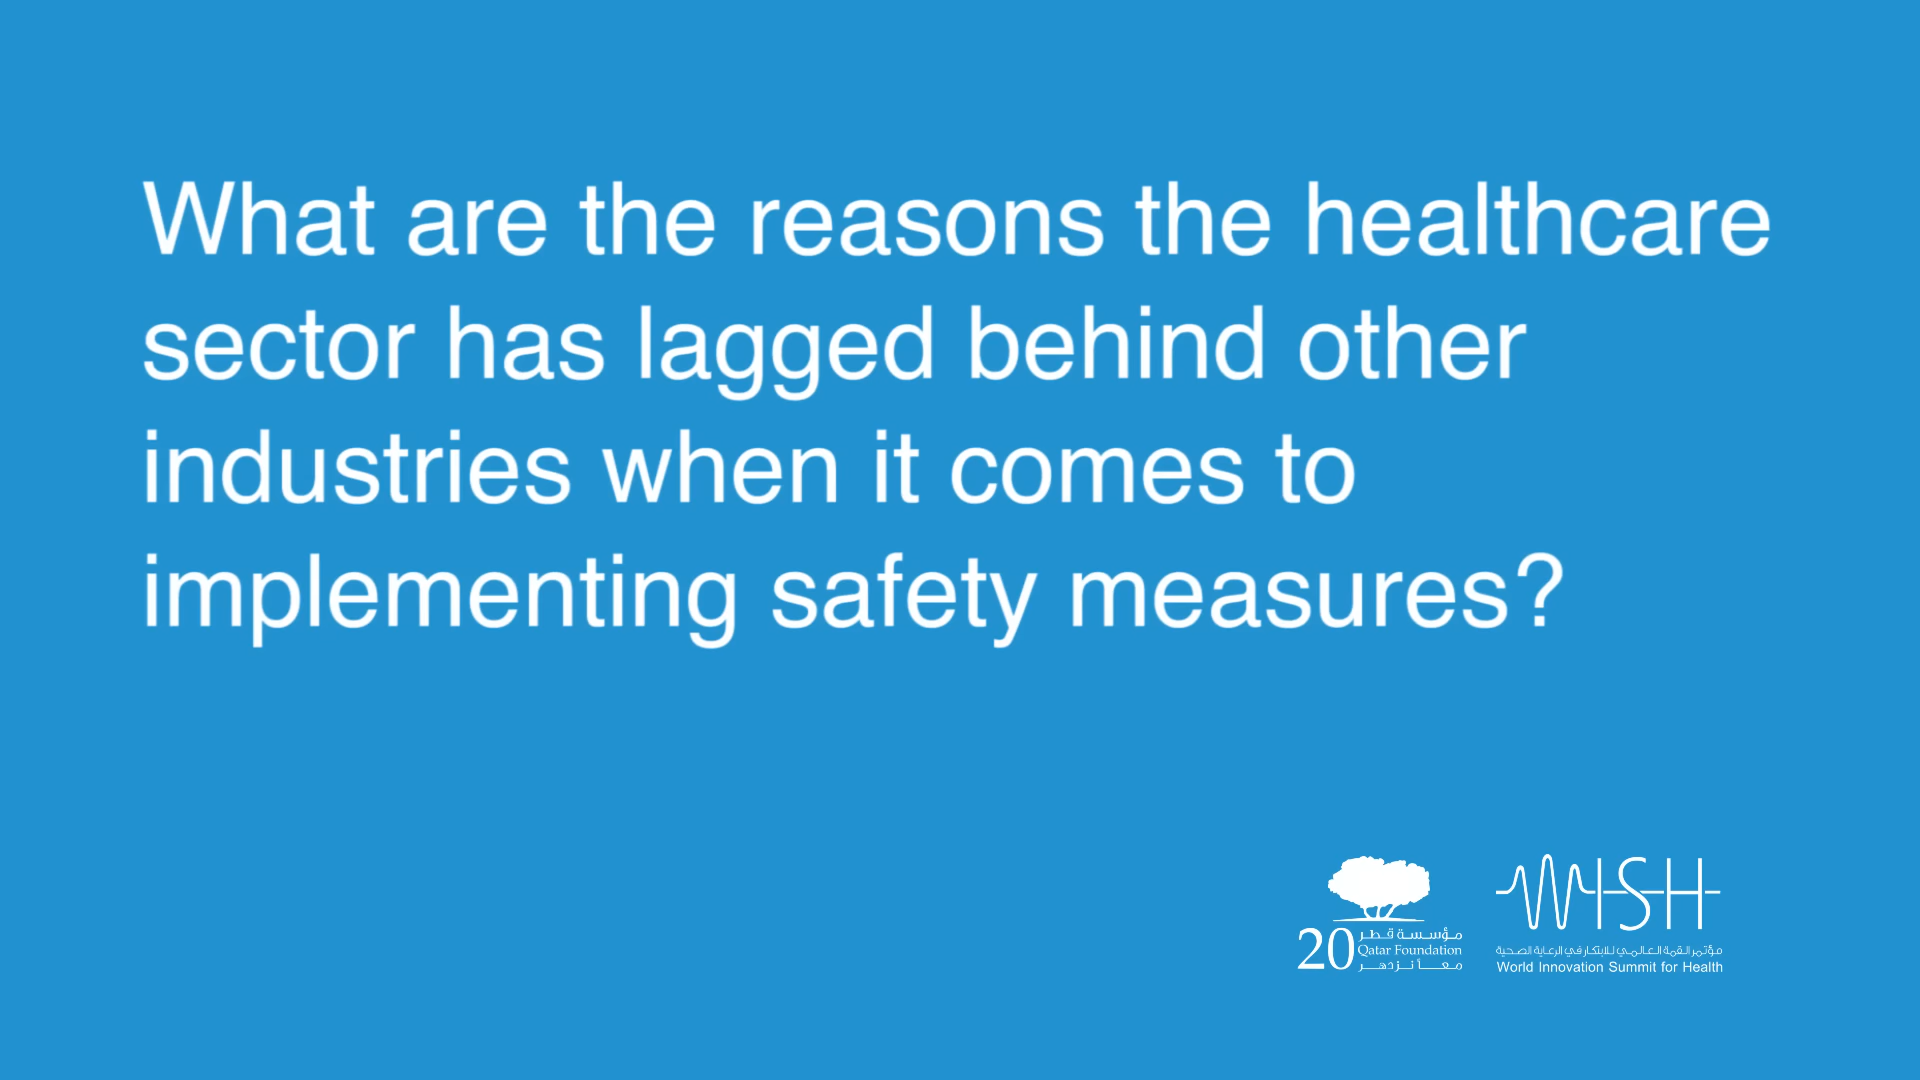 What are the reasons the healthcare
sector has lagged behind other
industries when it comes to
implementing safety measures?
20
مؤسسة قطر
Qatar Foundation
معاً نزدهر
WISH
مؤتمر القمة العالمي للابتكار في الرعاية الصحية
World Innovation Summit for Health